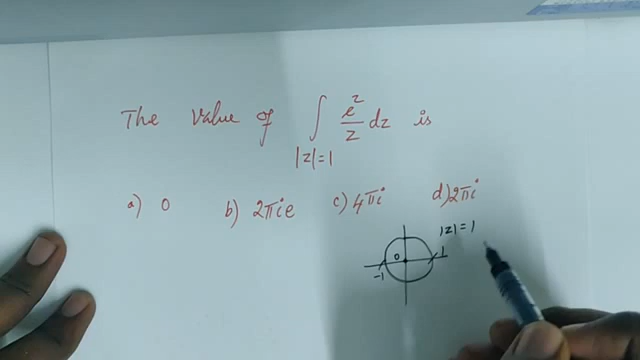 The value of ∫|z|=1 e^z/z dz is
a) 0 b) 2πie c) 4πi d) 2πi
|z|=1
0 1
-1